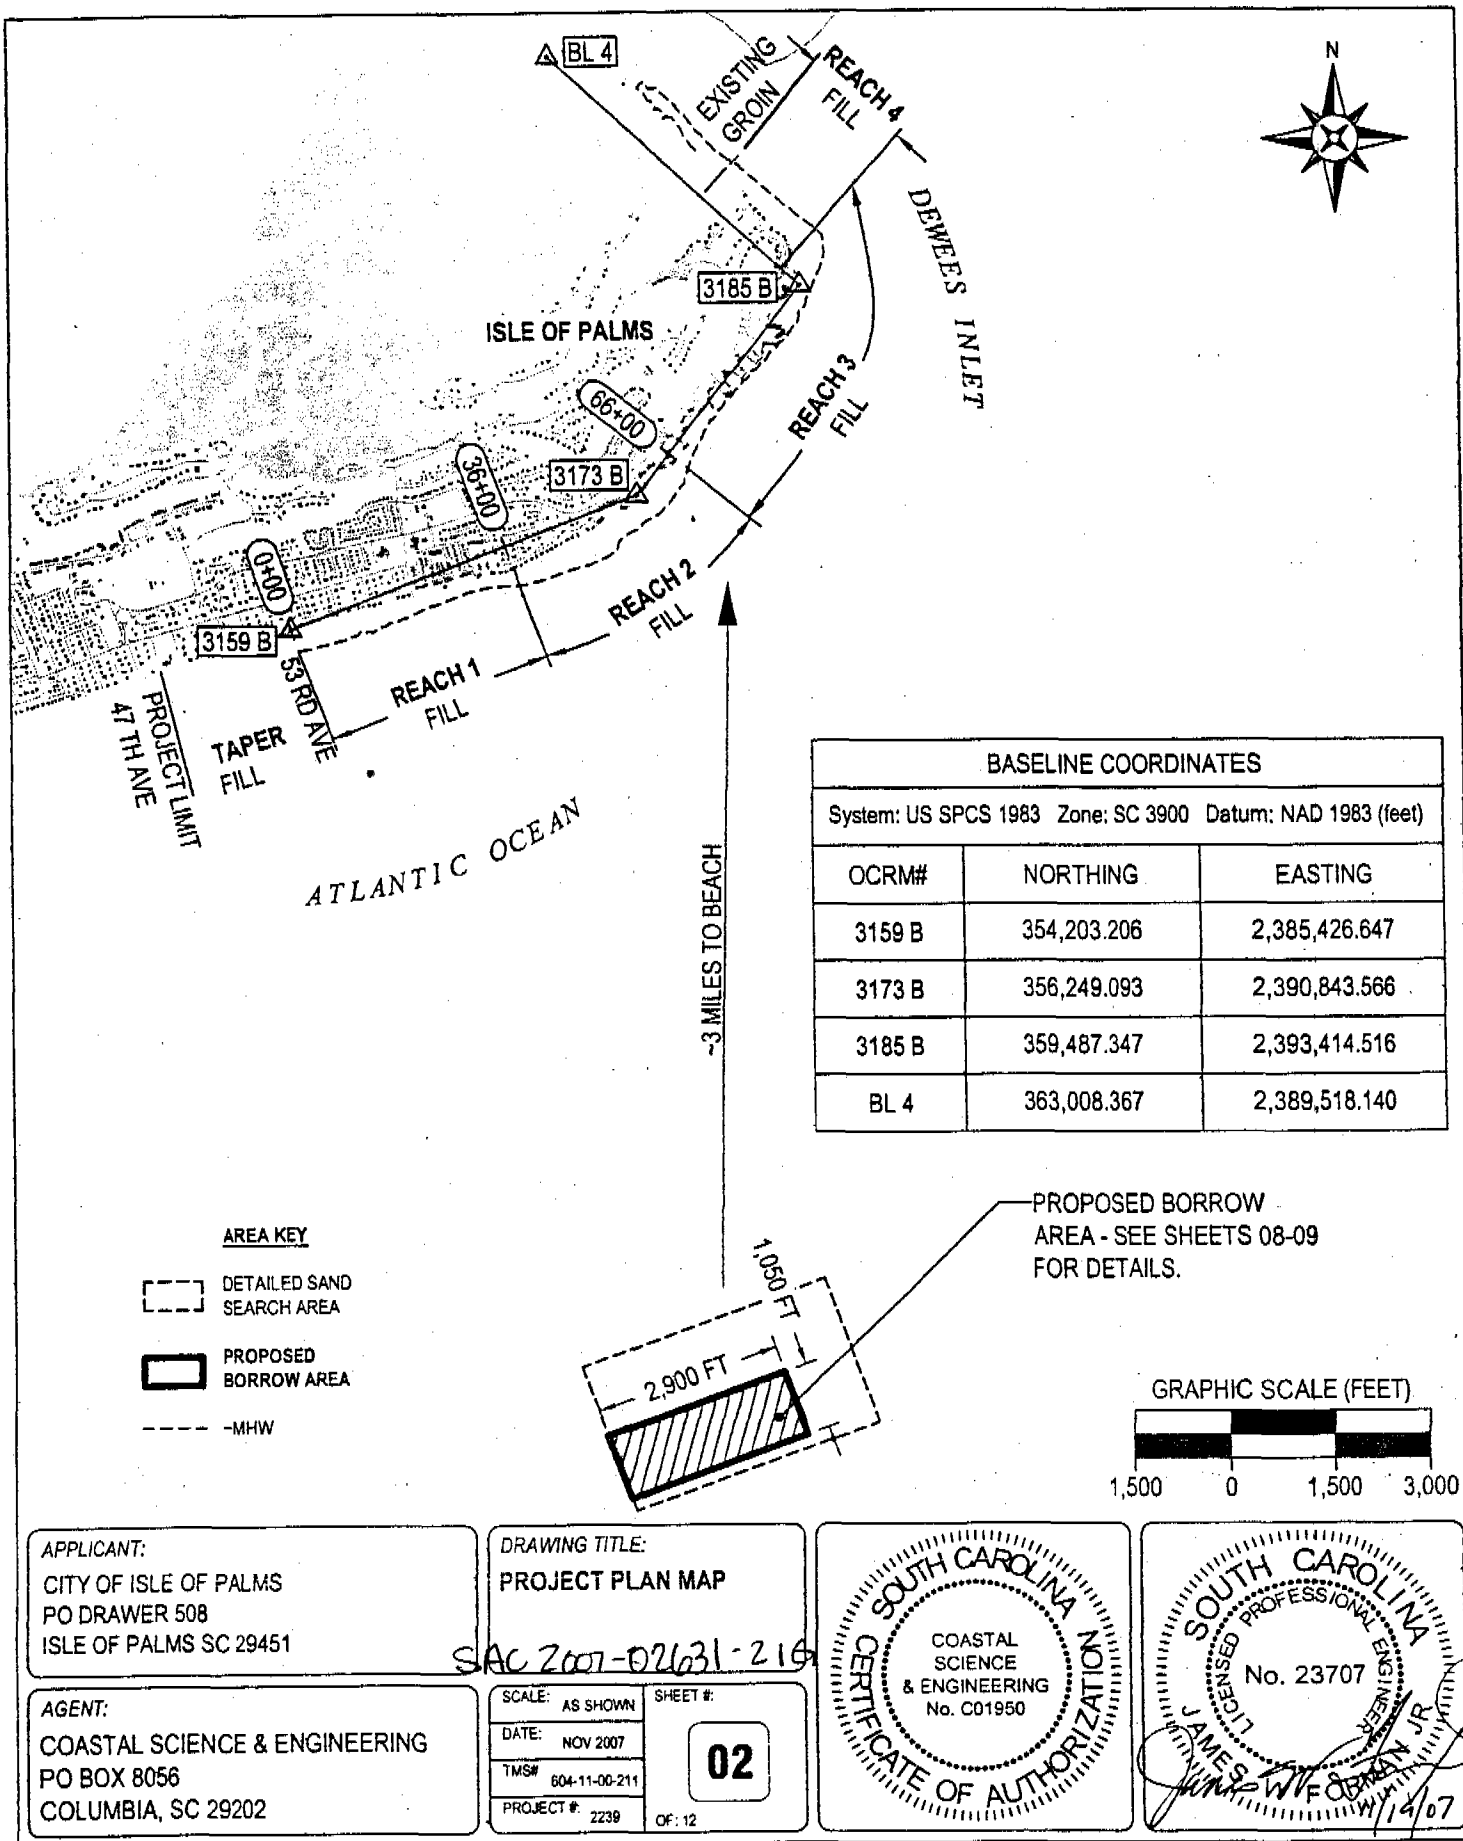 BL 4
EXISTING
GROIN
REACH 4
FILL
N
DEWEES INLET
3185 B
ISLE OF PALMS
REACH 3
FILL
66+00
3173 B
36+00
0+00
REACH 2
FILL
3159 B
53 RD AVE
REACH 1
FILL
PROJECT LIMIT
47 TH AVE
TAPER
FILL
ATLANTIC OCEAN
~3 MILES TO BEACH
BASELINE COORDINATES
System: US SPCS 1983 Zone: SC 3900 Datum: NAD 1983 (feet)
OCRM# NORTHING EASTING
3159 B 354,203.206 2,385,426.647
3173 B 356,249.093 2,390,843.566
3185 B 359,487.347 2,393,414.516
BL 4 363,008.367 2,389,518.140
PROPOSED BORROW
AREA - SEE SHEETS 08-09
FOR DETAILS.
AREA KEY
DETAILED SAND
SEARCH AREA
PROPOSED
BORROW AREA
~MHW
1,050 FT
2,900 FT
GRAPHIC SCALE (FEET)
1,500 0 1,500 3,000
APPLICANT:
CITY OF ISLE OF PALMS
PO DRAWER 508
ISLE OF PALMS SC 29451
DRAWING TITLE:
PROJECT PLAN MAP
SAC 2007-02631-2IG
AGENT:
COASTAL SCIENCE & ENGINEERING
PO BOX 8056
COLUMBIA, SC 29202
SCALE: AS SHOWN
DATE: NOV 2007
TMS# 604-11-00-211
PROJECT #: 2239
SHEET #:
02
OF: 12
SOUTH CAROLINA
CERTIFICATE OF AUTHORIZATION
COASTAL
SCIENCE
& ENGINEERING
No. C01950
SOUTH CAROLINA
LICENSED PROFESSIONAL ENGINEER
No. 23707
JAMES W FORMAN JR
11/19/07